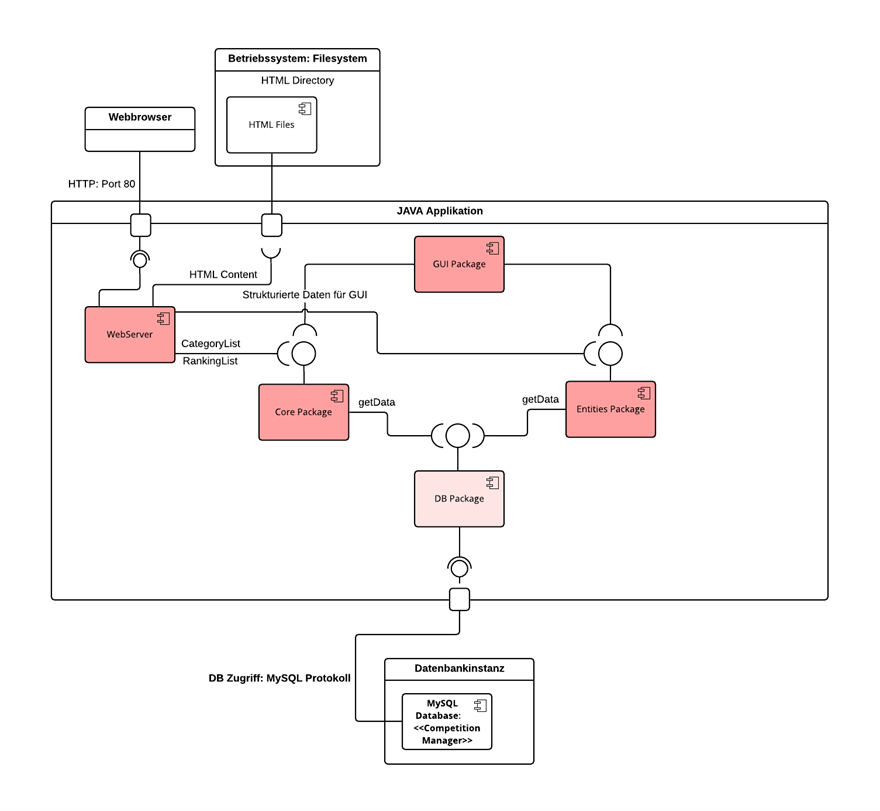 Betriebssystem: Filesystem
HTML Directory
HTML Files
Webbrowser
HTTP: Port 80
JAVA Applikation
GUI Package
HTML Content
Strukturierte Daten für GUI
WebServer
CategoryList
RankingList
Core Package
getData
getData
Entities Package
DB Package
DB Zugriff: MySQL Protokoll
Datenbankinstanz
MySQL
Database:
<<Competition
Manager>>